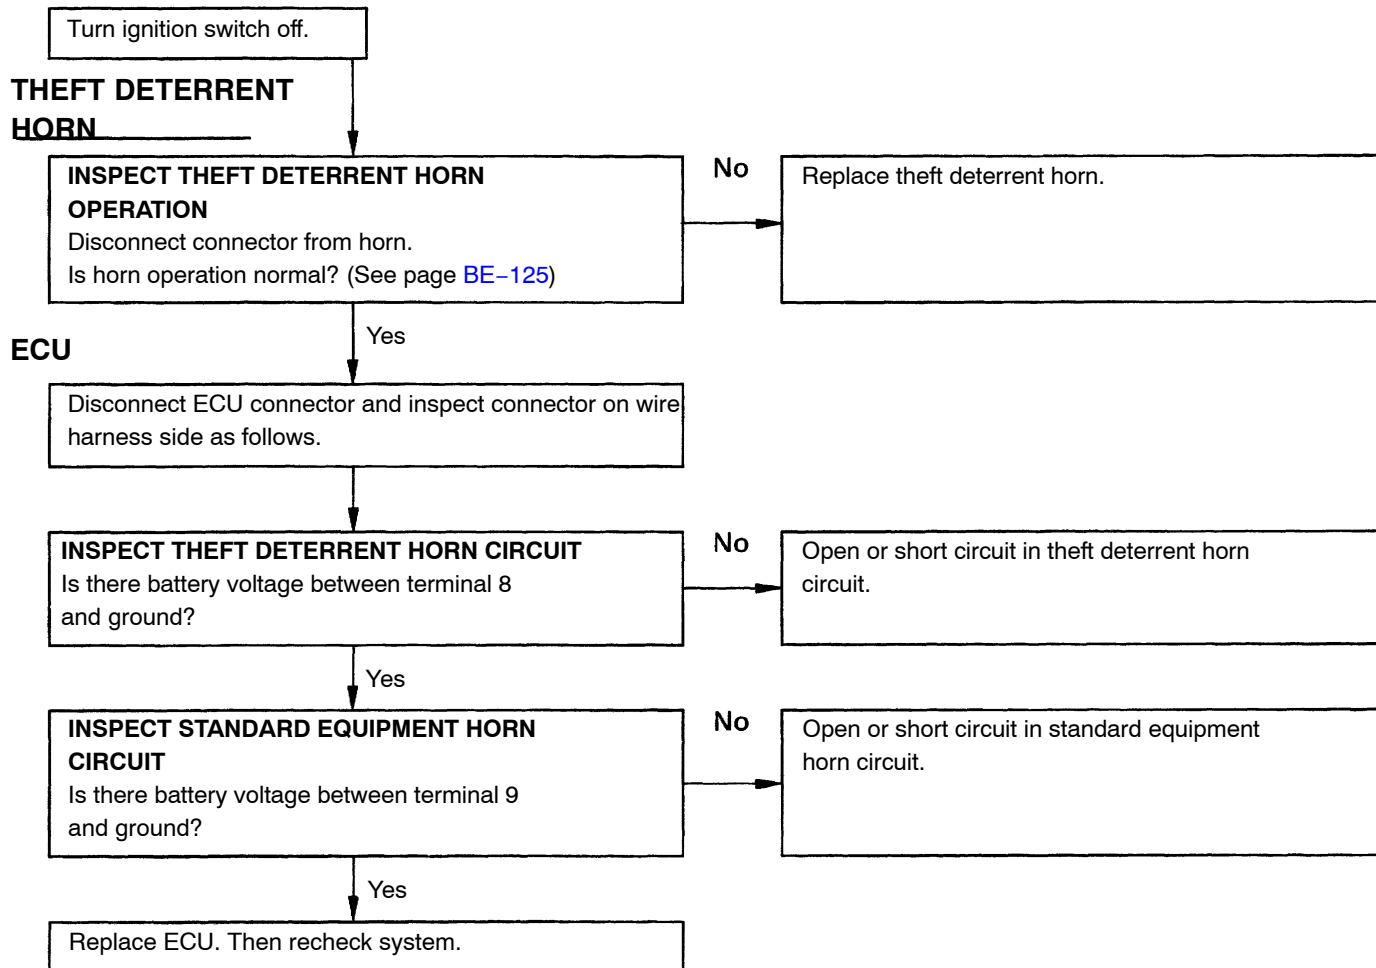 Turn ignition switch off.
THEFT DETERRENT
HORN
INSPECT THEFT DETERRENT HORN
OPERATION
Disconnect connector from horn.
Is horn operation normal? (See page BE−125)
No
Replace theft deterrent horn.
Yes
ECU
Disconnect ECU connector and inspect connector on wire
harness side as follows.
INSPECT THEFT DETERRENT HORN CIRCUIT
Is there battery voltage between terminal 8
and ground?
No
Open or short circuit in theft deterrent horn
circuit.
Yes
INSPECT STANDARD EQUIPMENT HORN
CIRCUIT
Is there battery voltage between terminal 9
and ground?
No
Open or short circuit in standard equipment
horn circuit.
Yes
Replace ECU. Then recheck system.